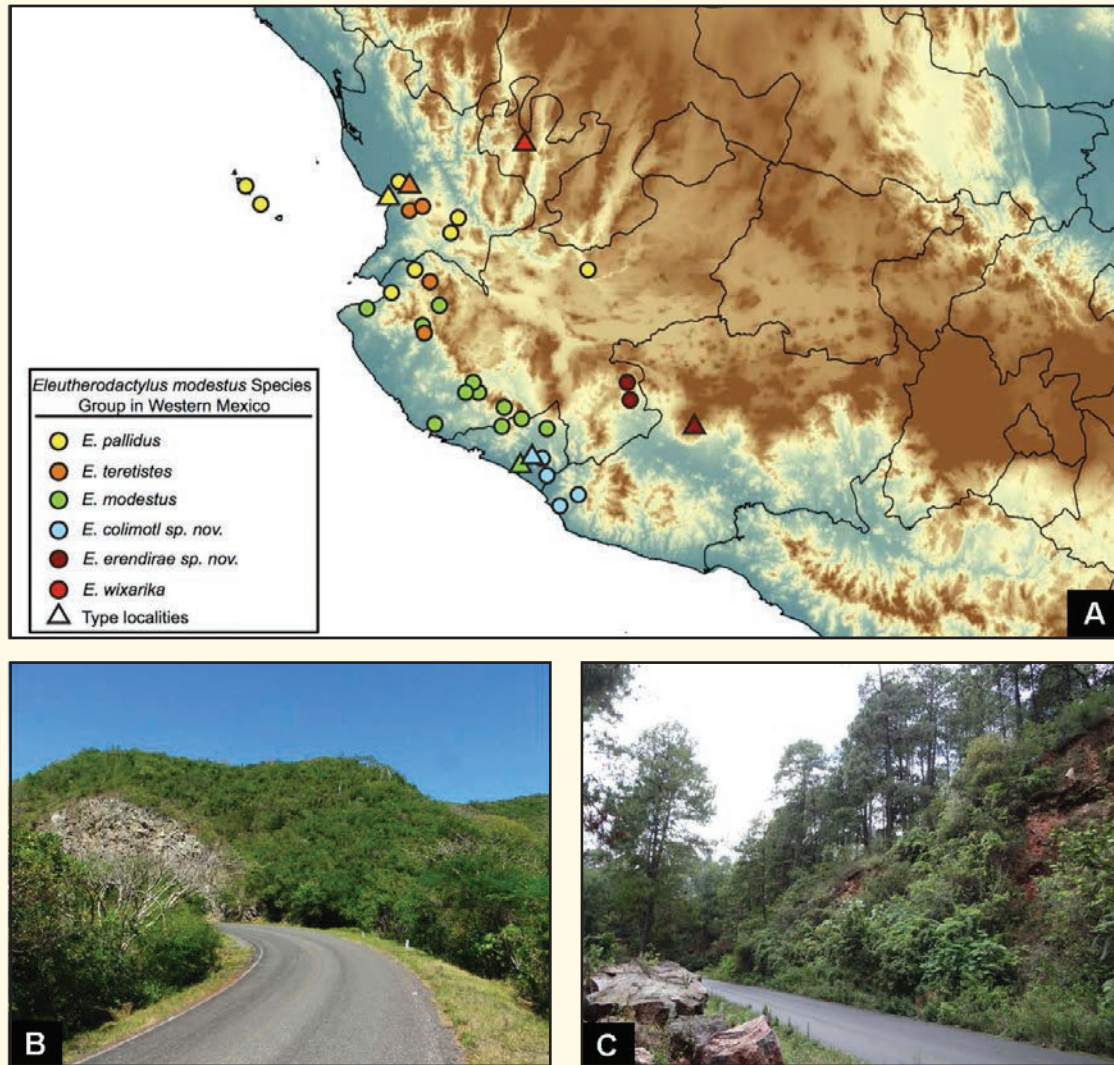 Eleutherodactylus modestus Species
Group in Western Mexico
E. pallidus
E. teretistes
E. modestus
E. colimotl sp. nov.
E. erendirae sp. nov.
E. wixarika
Type localities
A
B
C